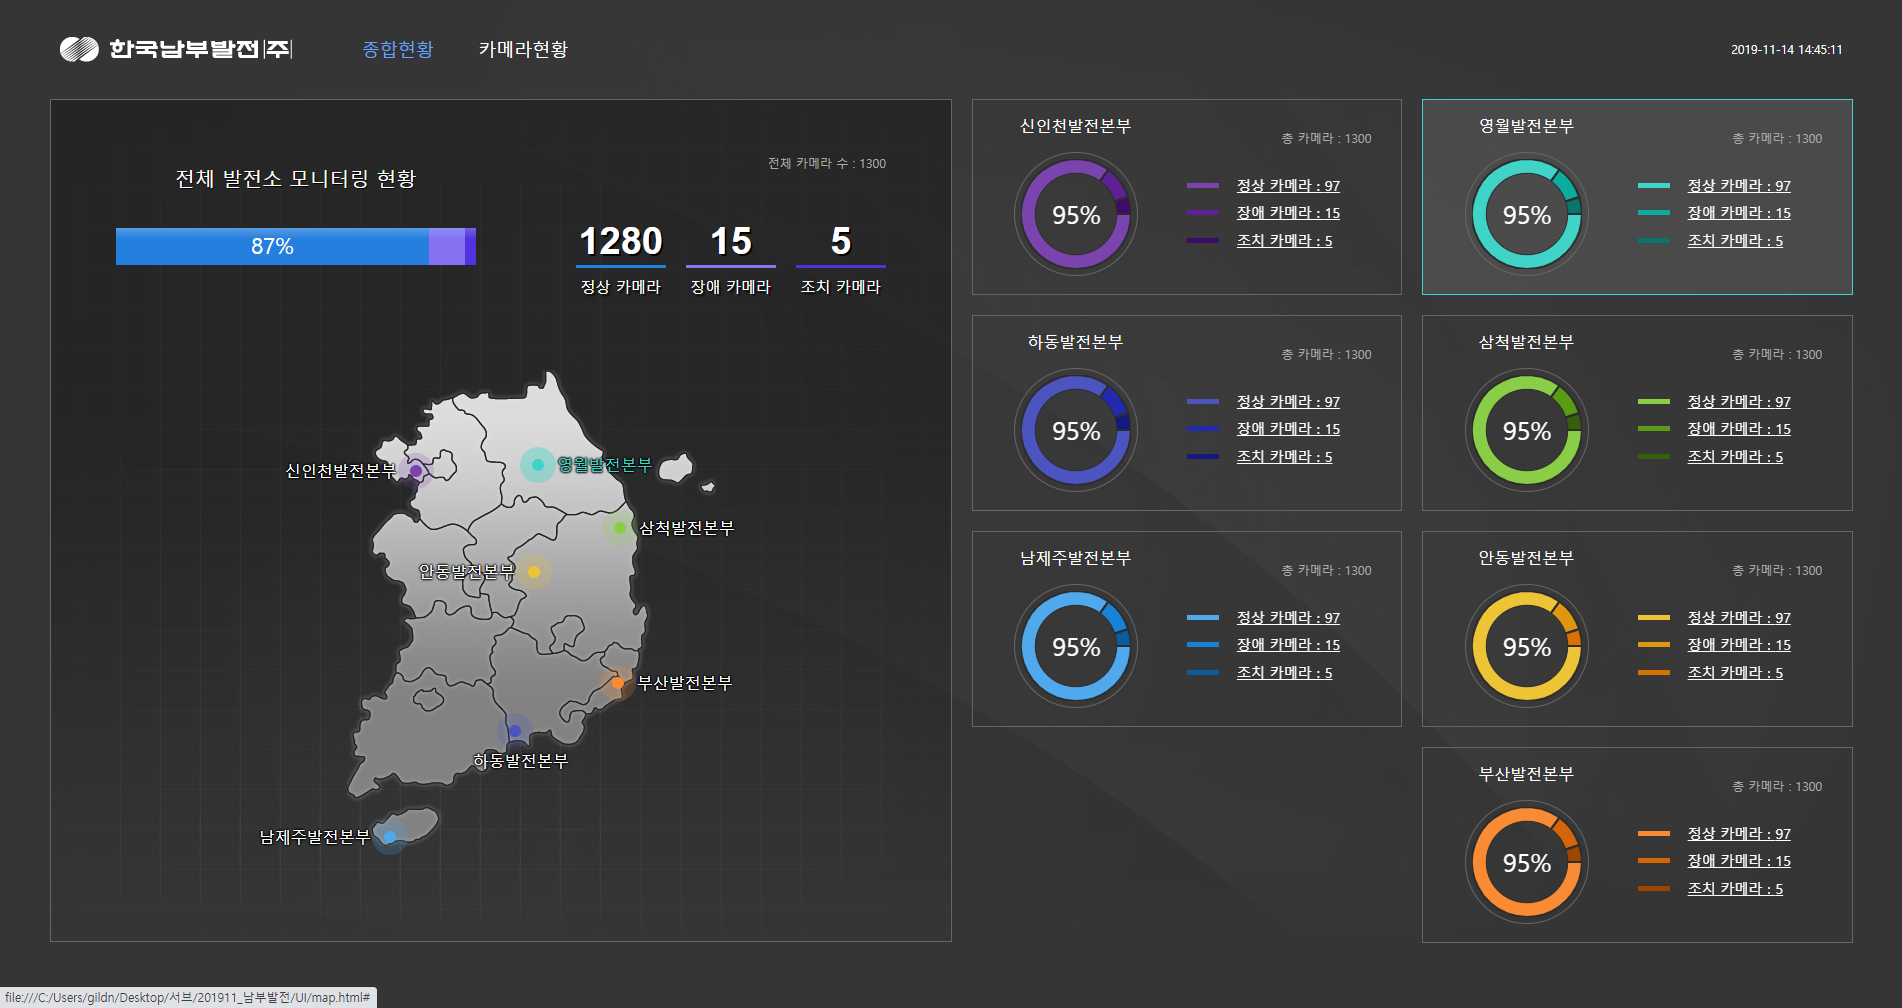 한국남부발전(주)
종합현황
카메라현황
2019-11-14 14:45:11
전체 발전소 모니터링 현황
전체 카메라 수 : 1300
87%
1280
15
5
정상 카메라
장애 카메라
조치 카메라
신인천발전본부
영월발전본부
삼척발전본부
안동발전본부
부산발전본부
하동발전본부
남제주발전본부
신인천발전본부
총 카메라 : 1300
95%
정상 카메라 : 97
장애 카메라 : 15
조치 카메라 : 5
영월발전본부
총 카메라 : 1300
95%
정상 카메라 : 97
장애 카메라 : 15
조치 카메라 : 5
하동발전본부
총 카메라 : 1300
95%
정상 카메라 : 97
장애 카메라 : 15
조치 카메라 : 5
삼척발전본부
총 카메라 : 1300
95%
정상 카메라 : 97
장애 카메라 : 15
조치 카메라 : 5
남제주발전본부
총 카메라 : 1300
95%
정상 카메라 : 97
장애 카메라 : 15
조치 카메라 : 5
안동발전본부
총 카메라 : 1300
95%
정상 카메라 : 97
장애 카메라 : 15
조치 카메라 : 5
부산발전본부
총 카메라 : 1300
95%
정상 카메라 : 97
장애 카메라 : 15
조치 카메라 : 5
file:///C:/Users/gildn/Desktop/서브/201911_남부발전/UI/map.html#